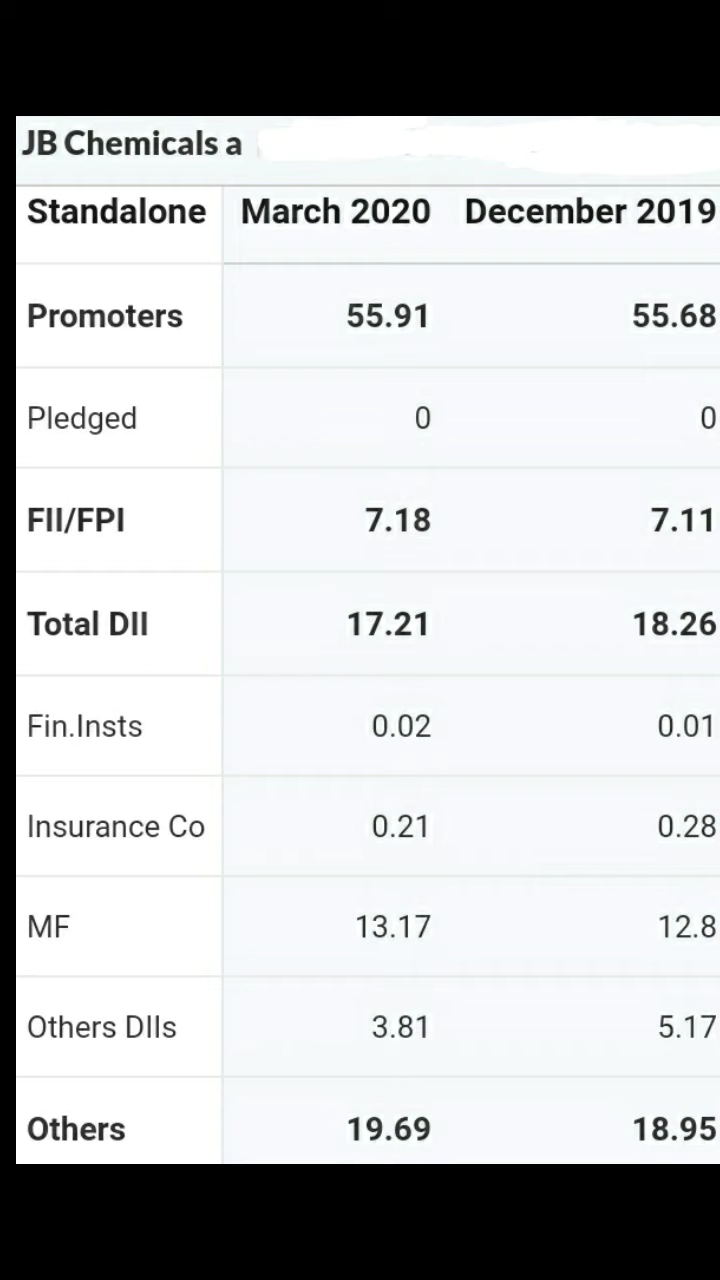 JB Chemicals a
Standalone March 2020 December 2019
Promoters 55.91 55.68
Pledged 0 0
FII/FPI 7.18 7.11
Total DII 17.21 18.26
Fin.Insts 0.02 0.01
Insurance Co 0.21 0.28
MF 13.17 12.8
Others DIIs 3.81 5.17
Others 19.69 18.95